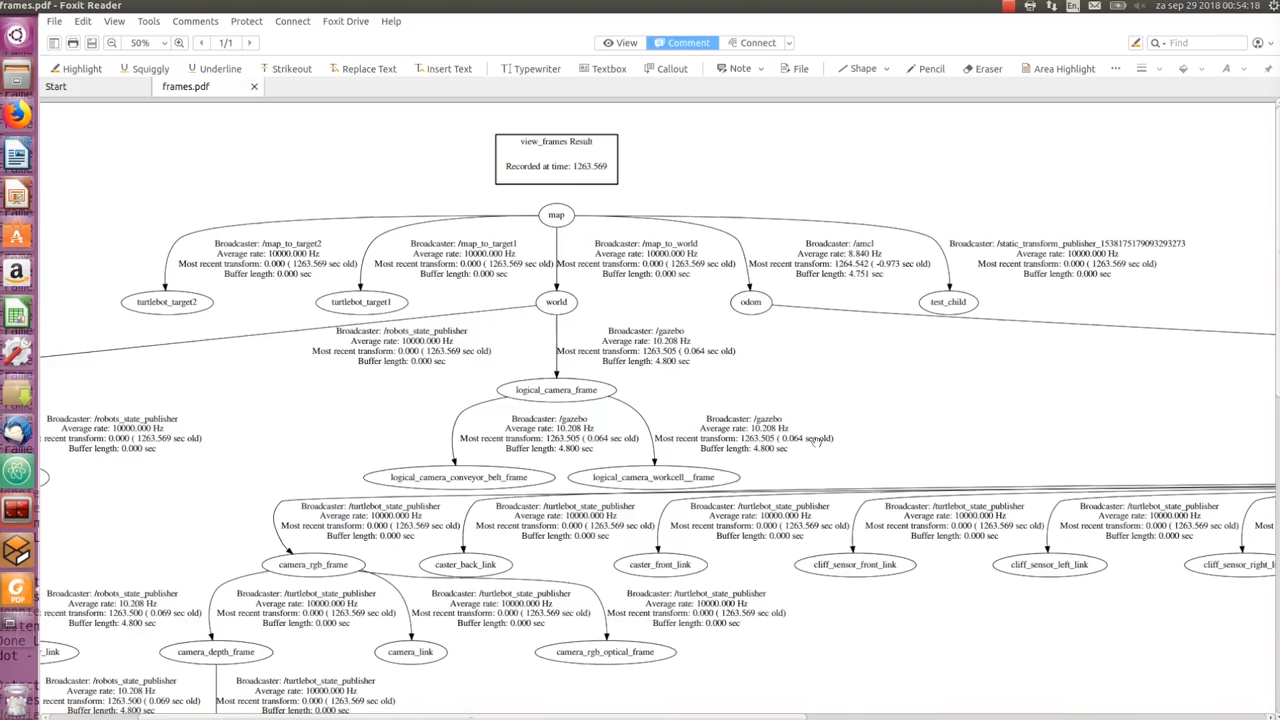 frames.pdf - Foxit Reader
En
za sep 29 2018 00:54:18
File Edit View Tools Comments Protect Connect Foxit Drive Help
50% 1/1 View Comment Connect Find
Highlight Squiggly Underline Strikeout Replace Text Insert Text Typewriter Textbox Callout Note File Shape Pencil Eraser Area Highlight
Start frames.pdf
view_frames Result
Recorded at time: 1263.569
map
Broadcaster: /map_to_target2
Average rate: 10000.000 Hz
Most recent transform: 0.000 ( 1263.569 sec old)
Buffer length: 0.000 sec
Broadcaster: /map_to_target1
Average rate: 10000.000 Hz
Most recent transform: 0.000 ( 1263.569 sec old)
Buffer length: 0.000 sec
Broadcaster: /map_to_world
Average rate: 10000.000 Hz
Most recent transform: 0.000 ( 1263.569 sec old)
Buffer length: 0.000 sec
Broadcaster: /amcl
Average rate: 8.840 Hz
Most recent transform: 1264.542 ( -0.973 sec old)
Buffer length: 4.751 sec
Broadcaster: /static_transform_publisher_1538175179093293273
Average rate: 10000.000 Hz
Most recent transform: 0.000 ( 1263.569 sec old)
Buffer length: 0.000 sec
turtlebot_target2
turtlebot_target1
world
odom
test_child
Broadcaster: /robots_state_publisher
Average rate: 10000.000 Hz
Most recent transform: 0.000 ( 1263.569 sec old)
Buffer length: 0.000 sec
Broadcaster: /gazebo
Average rate: 10.208 Hz
Most recent transform: 1263.505 ( 0.064 sec old)
Buffer length: 4.800 sec
logical_camera_frame
Broadcaster: /robots_state_publisher
Average rate: 10000.000 Hz
recent transform: 0.000 ( 1263.569 sec old)
Buffer length: 0.000 sec
Broadcaster: /gazebo
Average rate: 10.208 Hz
Most recent transform: 1263.505 ( 0.064 sec old)
Buffer length: 4.800 sec
Broadcaster: /gazebo
Average rate: 10.208 Hz
Most recent transform: 1263.505 ( 0.064 sec old)
Buffer length: 4.800 sec
logical_camera_conveyor_belt_frame
logical_camera_workcell__frame
Broadcaster: /turtlebot_state_publisher
Average rate: 10000.000 Hz
Most recent transform: 0.000 ( 1263.569 sec old)
Buffer length: 0.000 sec
Broadcaster: /turtlebot_state_publisher
Average rate: 10000.000 Hz
Most recent transform: 0.000 ( 1263.569 sec old)
Buffer length: 0.000 sec
Broadcaster: /turtlebot_state_publisher
Average rate: 10000.000 Hz
Most recent transform: 0.000 ( 1263.569 sec old)
Buffer length: 0.000 sec
Broadcaster: /turtlebot_state_publisher
Average rate: 10000.000 Hz
Most recent transform: 0.000 ( 1263.569 sec old)
Buffer length: 0.000 sec
Broadcaster: /turtlebot_state_publisher
Average rate: 10000.000 Hz
Most recent transform: 0.000 ( 1263.569 sec old)
Buffer length: 0.000 sec
Most
camera_rgb_frame
caster_back_link
caster_front_link
cliff_sensor_front_link
cliff_sensor_left_link
cliff_sensor_right_l
Broadcaster: /robots_state_publisher
Average rate: 10.208 Hz
recent transform: 1263.500 ( 0.069 sec old)
Buffer length: 4.800 sec
Broadcaster: /turtlebot_state_publisher
Average rate: 10000.000 Hz
Most recent transform: 0.000 ( 1263.569 sec old)
Buffer length: 0.000 sec
Broadcaster: /turtlebot_state_publisher
Average rate: 10000.000 Hz
Most recent transform: 0.000 ( 1263.569 sec old)
Buffer length: 0.000 sec
Broadcaster: /turtlebot_state_publisher
Average rate: 10000.000 Hz
Most recent transform: 0.000 ( 1263.569 sec old)
Buffer length: 0.000 sec
_link
camera_depth_frame
camera_link
camera_rgb_optical_frame
Broadcaster: /robots_state_publisher
Average rate: 10.208 Hz
recent transform: 1263.500 ( 0.069 sec old)
Buffer length: 4.800 sec
Broadcaster: /turtlebot_state_publisher
Average rate: 10000.000 Hz
Most recent transform: 0.000 ( 1263.569 sec old)
Buffer length: 0.000 sec